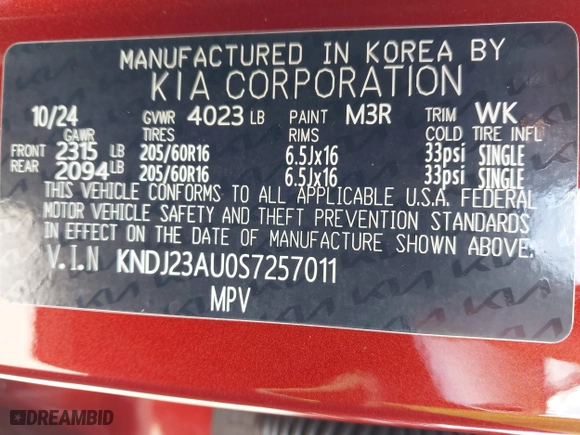 MANUFACTURED IN KOREA BY
KIA CORPORATION
10/24 GVWR 4023 LB PAINT M3R TRIM WK
GAWR TIRES RIMS COLD TIRE INFL
FRONT 2315 LB 205/60R16 6.5Jx16 33psi SINGLE
REAR 2094 LB 205/60R16 6.5Jx16 33psi SINGLE
THIS VEHICLE CONFORMS TO ALL APPLICABLE U.S.A. FEDERAL
MOTOR VEHICLE SAFETY AND THEFT PREVENTION STANDARDS
IN EFFECT ON THE DATE OF MANUFACTURE SHOWN ABOVE.
V.I.N KNDJ23AU0S7257011
MPV
DREAMBID